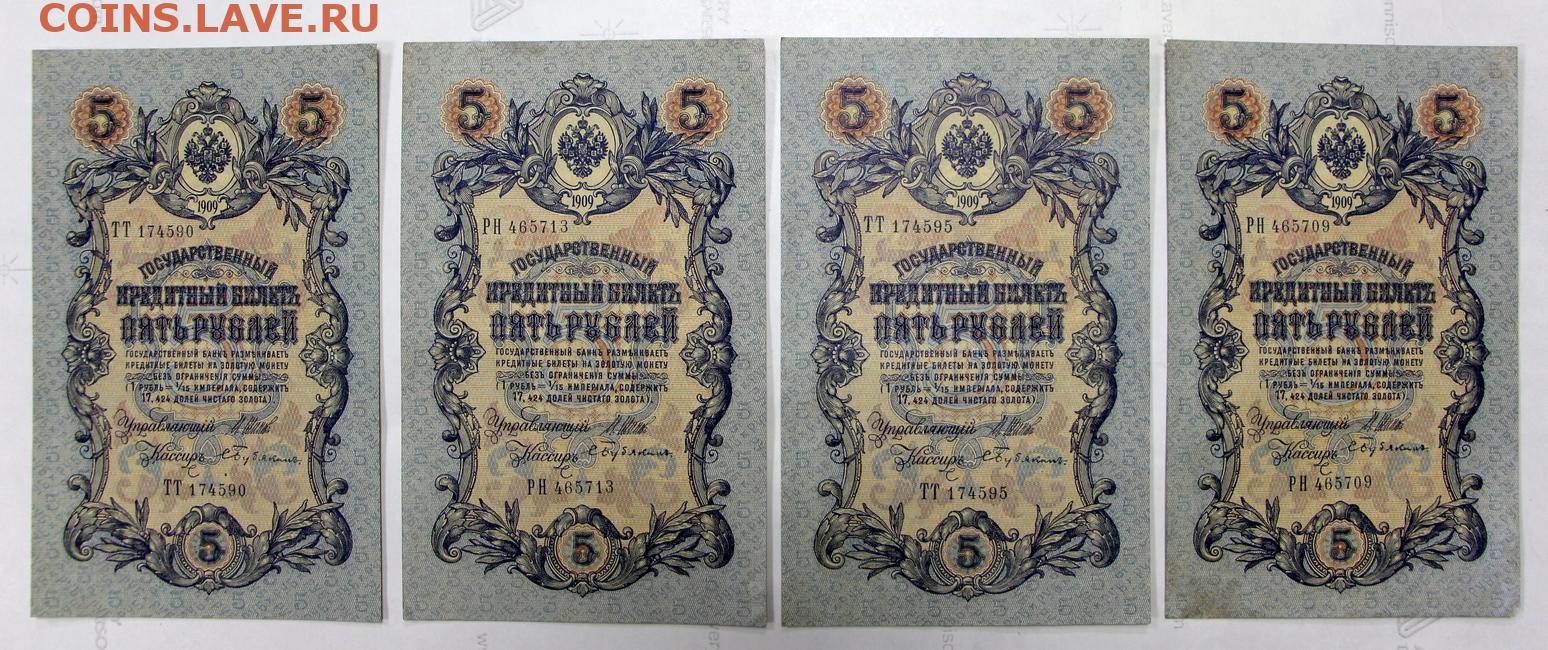 COINS.LAVE.RU
5 5
1909
ТТ 174590
ГОСУДАРСТВЕННЫЙ
КРЕДИТНЫЙ БИЛЕТЪ
ПЯТЬ РУБЛЕЙ
ГОСУДАРСТВЕННЫЙ БАНКЪ РАЗМѢНИВАЕТЪ
КРЕДИТНЫЕ БИЛЕТЫ НА ЗОЛОТУЮ МОНЕТУ
БЕЗЪ ОГРАНИЧЕНІЯ СУММЫ
(1 РУБЛЬ = 1/15 ИМПЕРІАЛА, СОДЕРЖИТЪ
17,424 ДОЛЕЙ ЧИСТАГО ЗОЛОТА).
Управляющій
Кассиръ
ТТ 174590
5
5 5
1909
РН 465713
ГОСУДАРСТВЕННЫЙ
КРЕДИТНЫЙ БИЛЕТЪ
ПЯТЬ РУБЛЕЙ
ГОСУДАРСТВЕННЫЙ БАНКЪ РАЗМѢНИВАЕТЪ
КРЕДИТНЫЕ БИЛЕТЫ НА ЗОЛОТУЮ МОНЕТУ
БЕЗЪ ОГРАНИЧЕНІЯ СУММЫ
(1 РУБЛЬ = 1/15 ИМПЕРІАЛА, СОДЕРЖИТЪ
17,424 ДОЛЕЙ ЧИСТАГО ЗОЛОТА).
Управляющій
Кассиръ
РН 465713
5
5 5
1909
ТТ 174595
ГОСУДАРСТВЕННЫЙ
КРЕДИТНЫЙ БИЛЕТЪ
ПЯТЬ РУБЛЕЙ
ГОСУДАРСТВЕННЫЙ БАНКЪ РАЗМѢНИВАЕТЪ
КРЕДИТНЫЕ БИЛЕТЫ НА ЗОЛОТУЮ МОНЕТУ
БЕЗЪ ОГРАНИЧЕНІЯ СУММЫ
(1 РУБЛЬ = 1/15 ИМПЕРІАЛА, СОДЕРЖИТЪ
17,424 ДОЛЕЙ ЧИСТАГО ЗОЛОТА).
Управляющій
Кассиръ
ТТ 174595
5
5 5
1909
РН 465709
ГОСУДАРСТВЕННЫЙ
КРЕДИТНЫЙ БИЛЕТЪ
ПЯТЬ РУБЛЕЙ
ГОСУДАРСТВЕННЫЙ БАНКЪ РАЗМѢНИВАЕТЪ
КРЕДИТНЫЕ БИЛЕТЫ НА ЗОЛОТУЮ МОНЕТУ
БЕЗЪ ОГРАНИЧЕНІЯ СУММЫ
(1 РУБЛЬ = 1/15 ИМПЕРІАЛА, СОДЕРЖИТЪ
17,424 ДОЛЕЙ ЧИСТАГО ЗОЛОТА).
Управляющій
Кассиръ
РН 465709
5